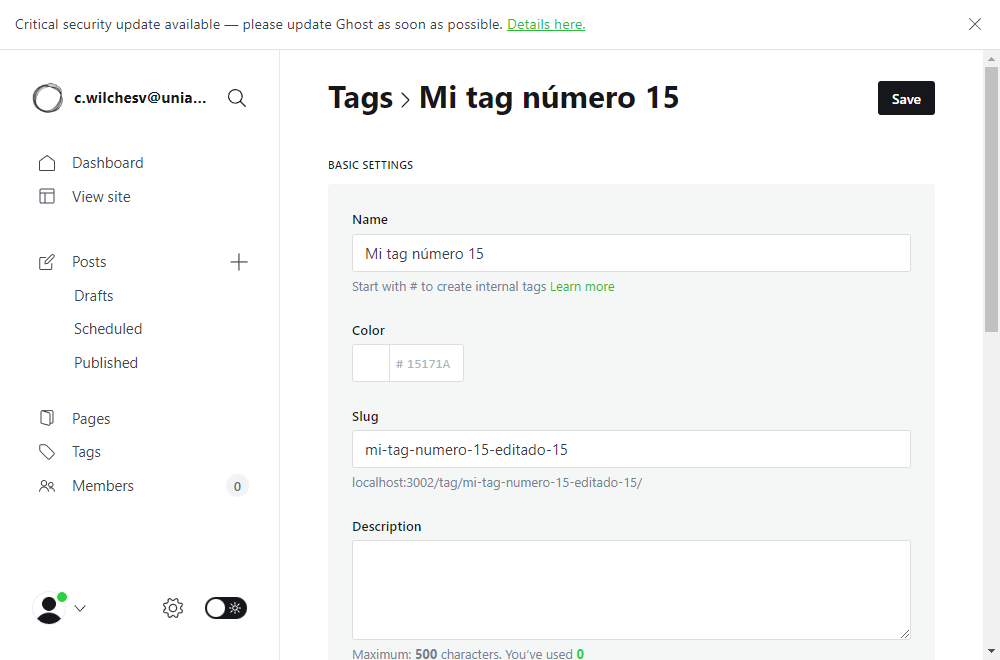 Critical security update available — please update Ghost as soon as possible. Details here.
c.wilchesv@unia...
Dashboard
View site
Posts
Drafts
Scheduled
Published
Pages
Tags
Members
0
Tags > Mi tag número 15
Save
BASIC SETTINGS
Name
Mi tag número 15
Start with # to create internal tags Learn more
Color
# 15171A
Slug
mi-tag-numero-15-editado-15
localhost:3002/tag/mi-tag-numero-15-editado-15/
Description
Maximum: 500 characters. You’ve used 0